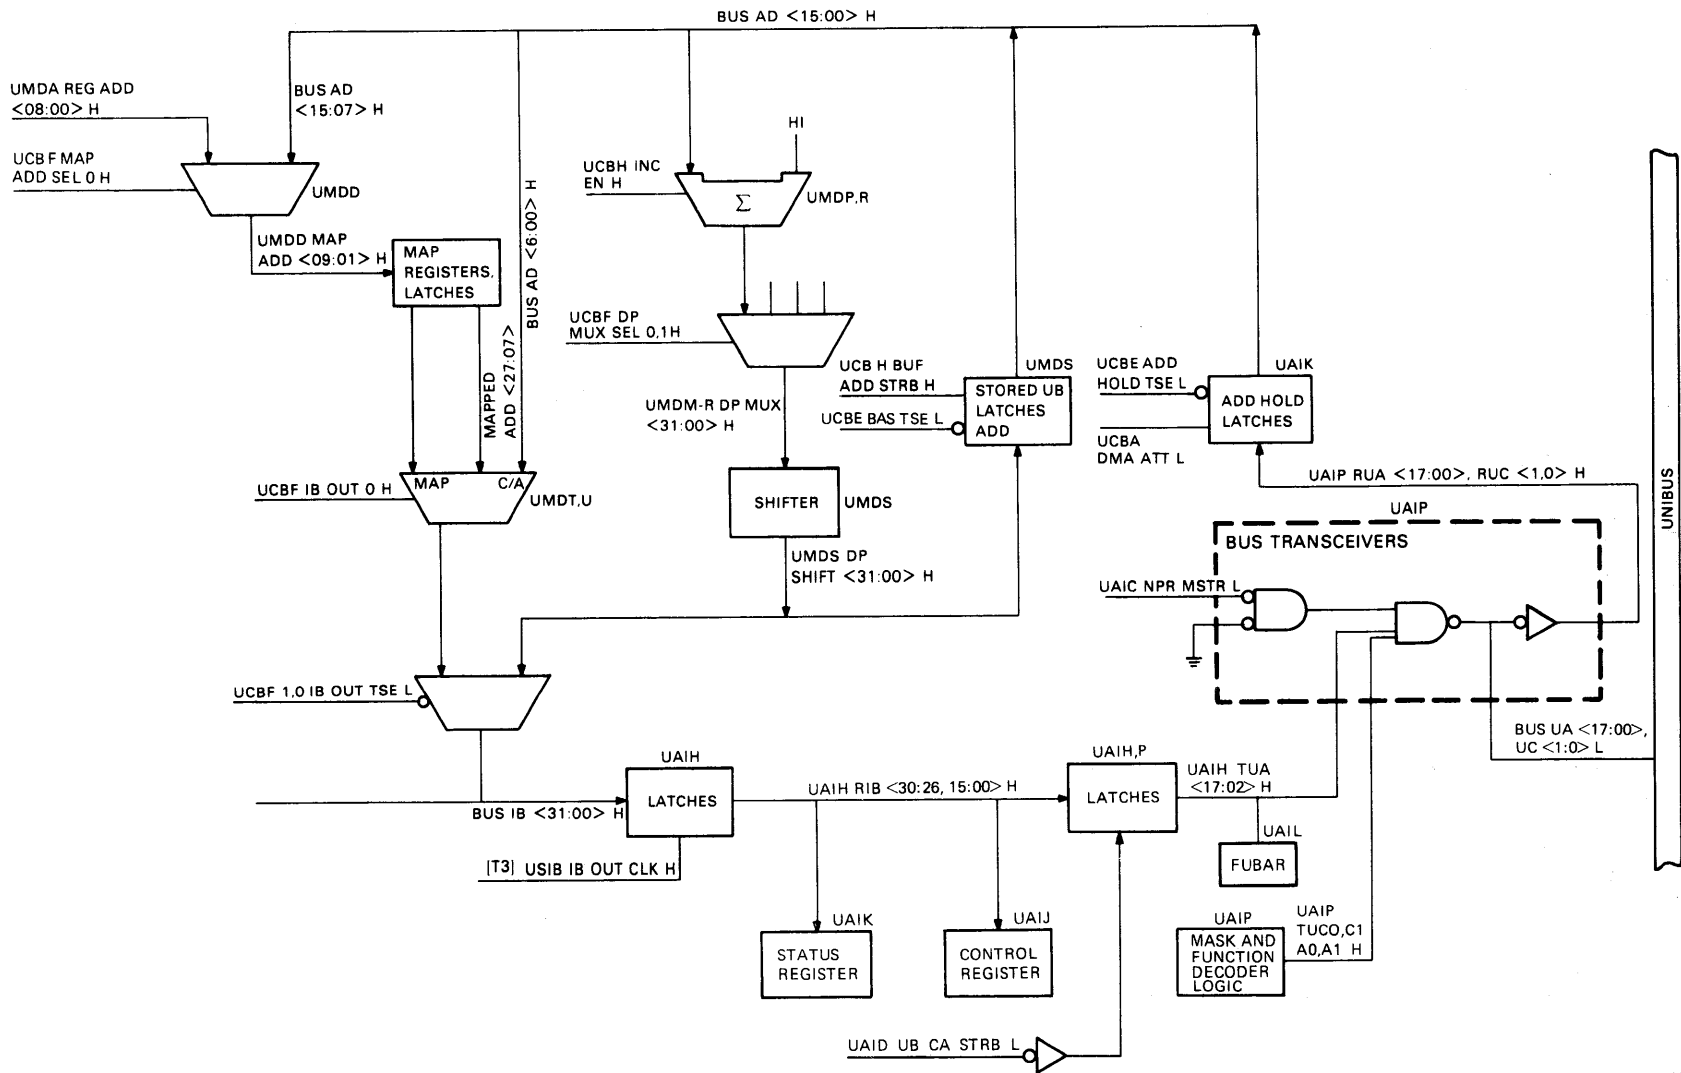 BUS AD <15:00> H
UMDA REG ADD
<08:00> H
BUS AD
<15:07> H
UCBF MAP
ADD SEL 0 H
UMDD
UMDD MAP
ADD <09:01> H
MAP
REGISTERS,
LATCHES
BUS AD <6:00> H
MAPPED
ADD <27:07>
HI
UCBH INC
EN H
Σ
UMDP,R
UCBF DP
MUX SEL 0,1H
UMDM-R DP MUX
<31:00> H
UCB H BUF
ADD STRB H
UCBE BAS TSE L
UMDS
STORED UB
LATCHES
ADD
UCBE ADD
HOLD TSE L
UCBA
DMA ATT L
UAIK
ADD HOLD
LATCHES
UAIP RUA <17:00>, RUC <1,0> H
UCBF IB OUT 0 H
MAP
C/A
UMDT,U
SHIFTER
UMDS
UMDS DP
SHIFT <31:00> H
UAIP
BUS TRANSCEIVERS
UAIC NPR MSTR L
UNIBUS
BUS UA <17:00>,
UC <1:0> L
UCBF 1,0 IB OUT TSE L
BUS IB <31:00> H
UAIH
LATCHES
[T3] USIB IB OUT CLK H
UAIH RIB <30:26, 15:00> H
UAIH,P
LATCHES
UAIH TUA
<17:02> H
UAIL
FUBAR
UAIK
STATUS
REGISTER
UAIJ
CONTROL
REGISTER
UAIP
MASK AND
FUNCTION
DECODER
LOGIC
UAIP
TUCO,C1
A0,A1 H
UAID UB CA STRB L